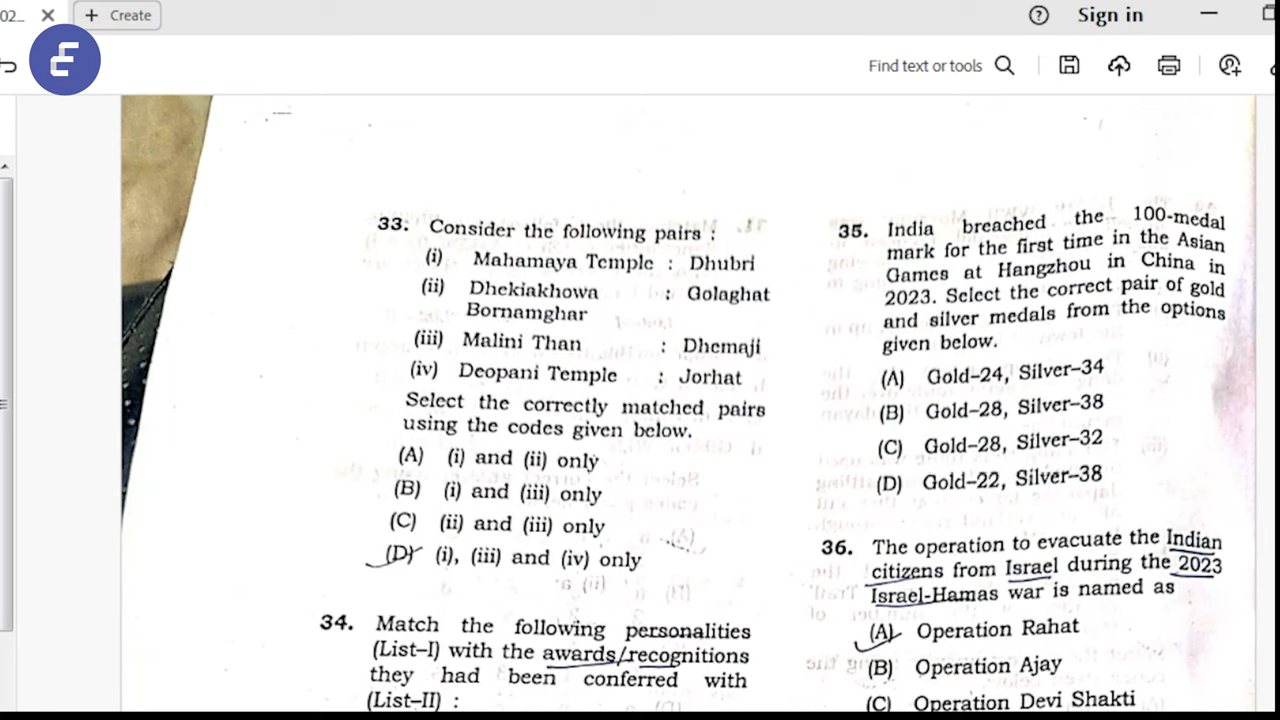 02...
Create
Sign in
Find text or tools
33. Consider the following pairs :
(i) Mahamaya Temple : Dhubri
(ii) Dhekiakhowa : Golaghat
Bornamghar
(iii) Malini Than : Dhemaji
(iv) Deopani Temple : Jorhat
Select the correctly matched pairs
using the codes given below.
(A) (i) and (ii) only
(B) (i) and (iii) only
(C) (ii) and (iii) only
(D) (i), (iii) and (iv) only
34. Match the following personalities
(List-I) with the awards/recognitions
they had been conferred with
(List-II) :
35. India breached the 100-medal
mark for the first time in the Asian
Games at Hangzhou in China in
2023. Select the correct pair of gold
and silver medals from the options
given below.
(A) Gold-24, Silver-34
(B) Gold-28, Silver-38
(C) Gold-28, Silver-32
(D) Gold-22, Silver-38
36. The operation to evacuate the Indian
citizens from Israel during the 2023
Israel-Hamas war is named as
(A) Operation Rahat
(B) Operation Ajay
(C) Operation Devi Shakti